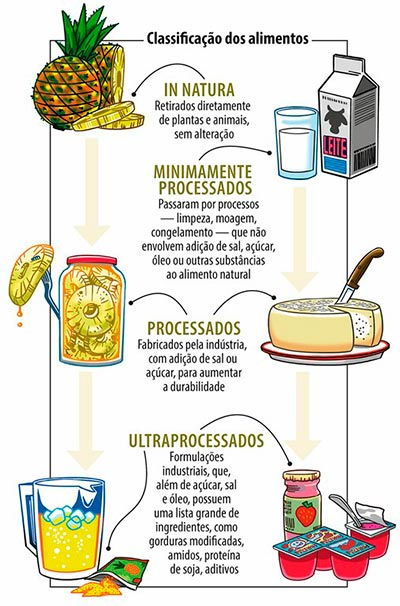 Classificação dos alimentos
IN NATURA
Retirados diretamente
de plantas e animais,
sem alteração
LEITE
MINIMAMENTE
PROCESSADOS
Passaram por processos
— limpeza, moagem,
congelamento — que não
envolvem adição de sal, açúcar,
óleo ou outras substâncias
ao alimento natural
PROCESSADOS
Fabricados pela indústria,
com adição de sal ou
açúcar, para aumentar
a durabilidade
ULTRAPROCESSADOS
Formulações
industriais, que,
além de açúcar, sal
e óleo, possuem
uma lista grande de
ingredientes, como
gorduras modificadas,
amidos, proteína
de soja, aditivos